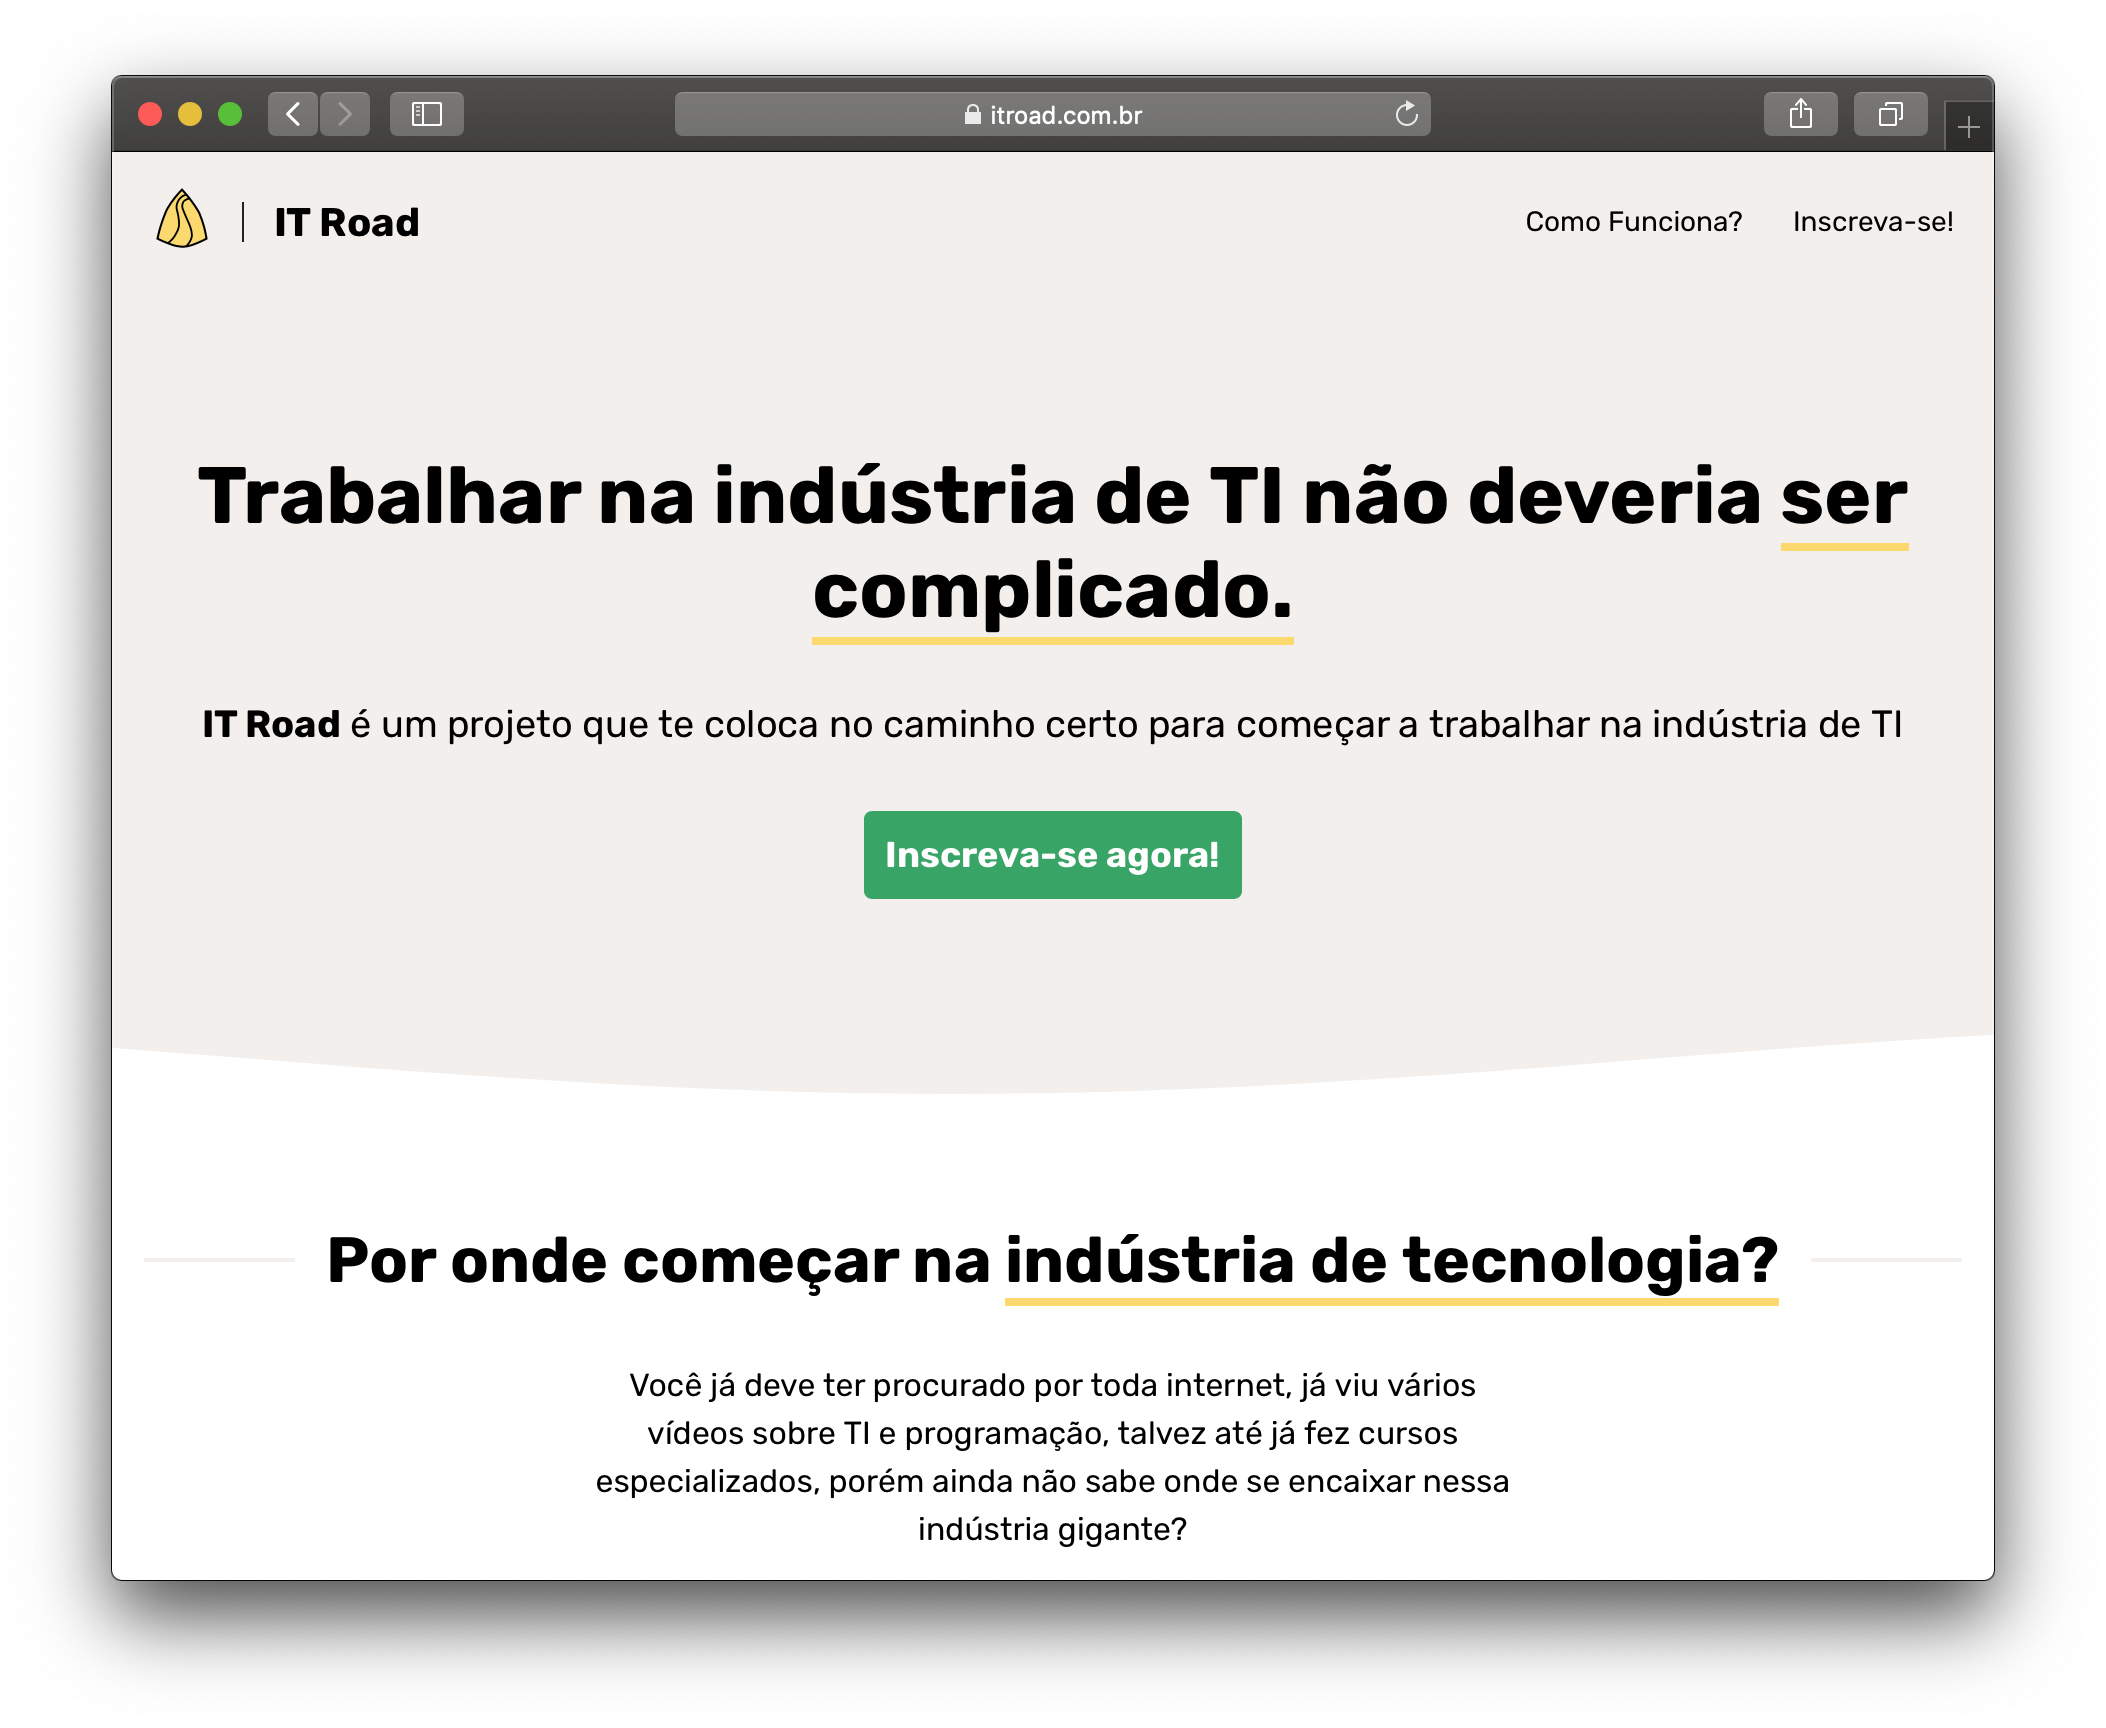 itroad.com.br
IT Road
Como Funciona?
Inscreva-se!
Trabalhar na indústria de TI não deveria ser
complicado.
IT Road é um projeto que te coloca no caminho certo para começar a trabalhar na indústria de TI
Inscreva-se agora!
Por onde começar na indústria de tecnologia?
Você já deve ter procurado por toda internet, já viu vários
vídeos sobre TI e programação, talvez até já fez cursos
especializados, porém ainda não sabe onde se encaixar nessa
indústria gigante?